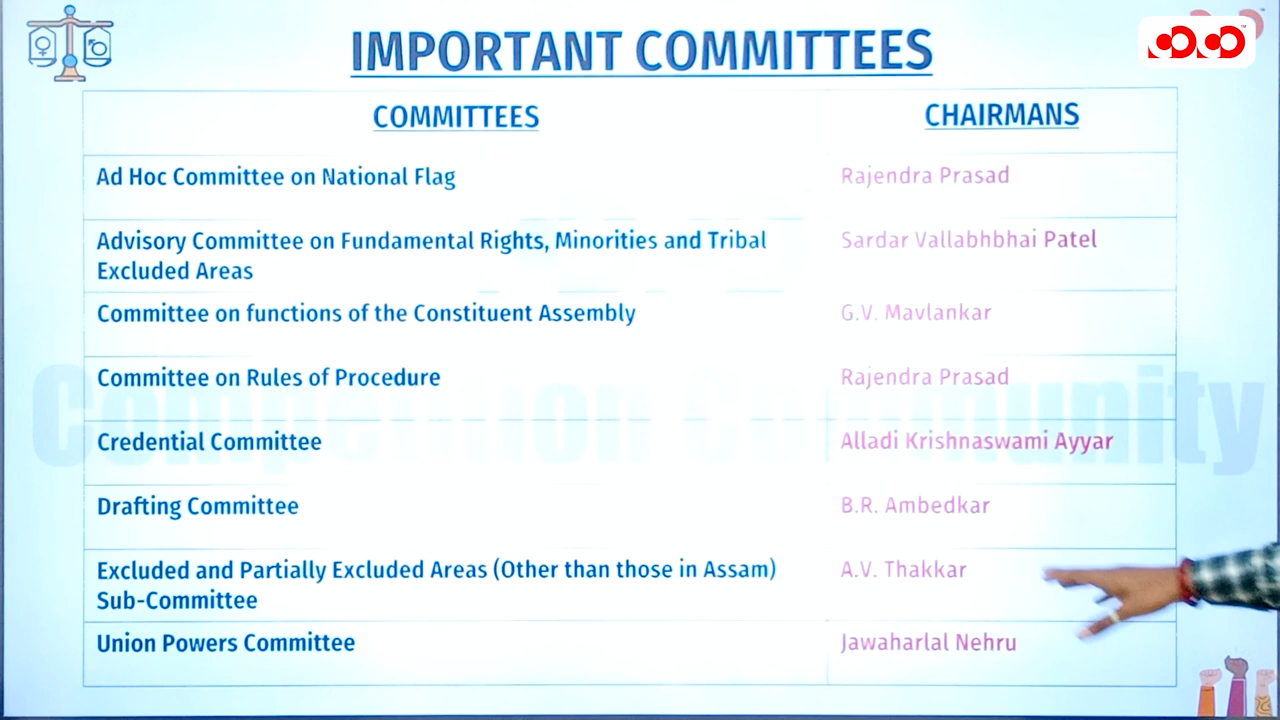 IMPORTANT COMMITTEES
COMMITTEES
CHAIRMANS
Ad Hoc Committee on National Flag
Rajendra Prasad
Advisory Committee on Fundamental Rights, Minorities and Tribal
Excluded Areas
Sardar Vallabhbhai Patel
Committee on functions of the Constituent Assembly
G.V. Mavlankar
Committee on Rules of Procedure
Rajendra Prasad
Credential Committee
Alladi Krishnaswami Ayyar
Drafting Committee
B.R. Ambedkar
Excluded and Partially Excluded Areas (Other than those in Assam)
Sub-Committee
A.V. Thakkar
Union Powers Committee
Jawaharlal Nehru
Competition Community